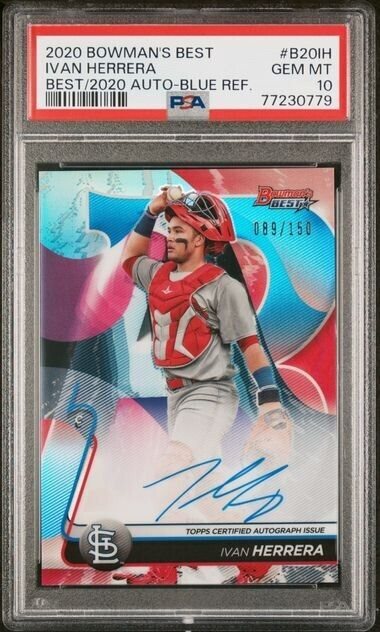 2020 BOWMAN'S BEST #B20IH
IVAN HERRERA GEM MT
BEST/2020 AUTO-BLUE REF. 10
PSA 77230779
Bowman's
BEST
089/150
TOPPS CERTIFIED AUTOGRAPH ISSUE
STL
IVAN HERRERA